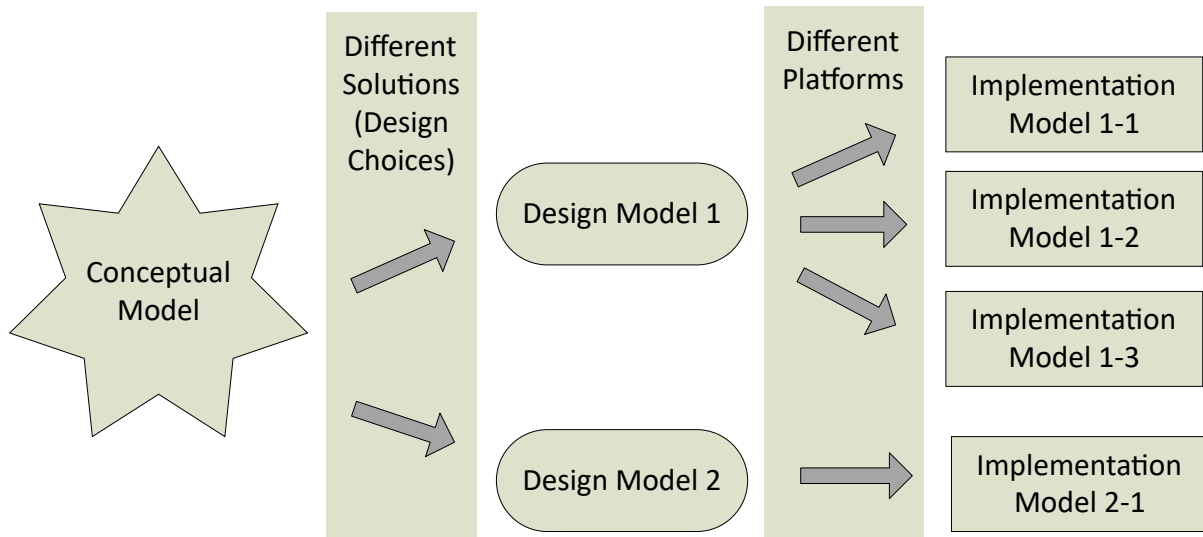 Conceptual
Model
Different
Solutions
(Design
Choices)
Design Model 1
Design Model 2
Different
Platforms
Implementation
Model 1-1
Implementation
Model 1-2
Implementation
Model 1-3
Implementation
Model 2-1